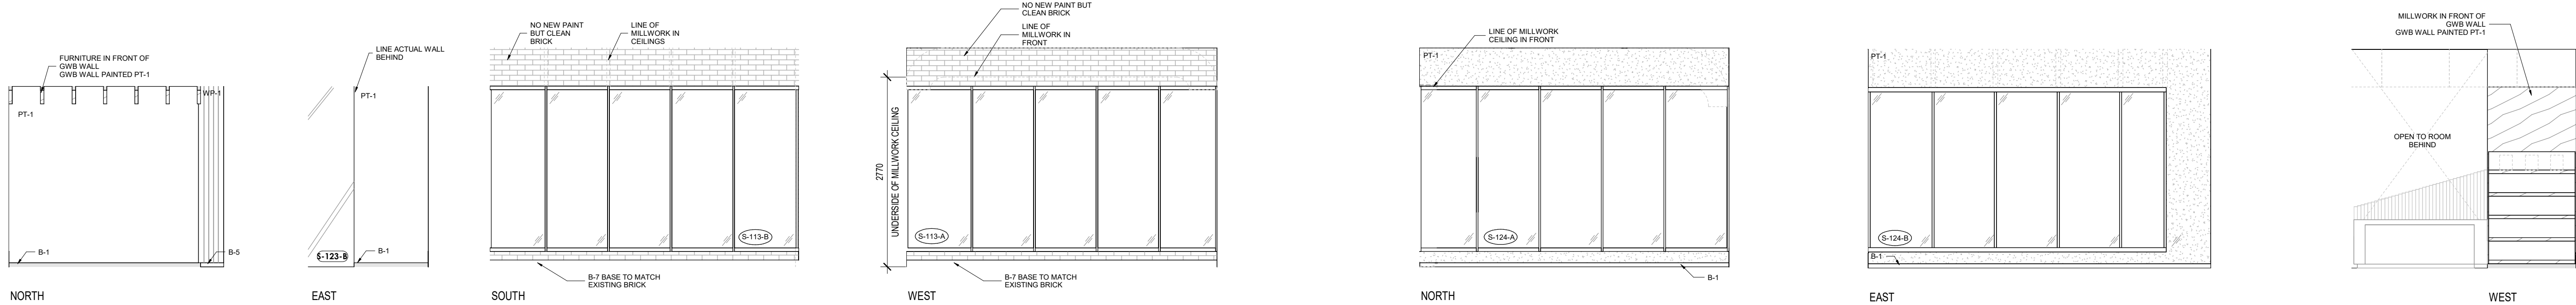 FURNITURE IN FRONT OF
GWB WALL
GWB WALL PAINTED PT-1
WP-1
PT-1
B-1
B-5
NORTH
LINE ACTUAL WALL
BEHIND
PT-1
B-1
S-123-B
EAST
NO NEW PAINT
BUT CLEAN
BRICK
LINE OF
MILLWORK IN
CEILINGS
S-113-B
B-7 BASE TO MATCH
EXISTING BRICK
SOUTH
NO NEW PAINT BUT
CLEAN BRICK
LINE OF
MILLWORK IN
FRONT
2770
UNDERSIDE OF MILLWORK CEILING
S-113-A
B-7 BASE TO MATCH
EXISTING BRICK
WEST
LINE OF MILLWORK
CEILING IN FRONT
PT-1
S-124-A
B-1
NORTH
PT-1
S-124-B
B-1
EAST
MILLWORK IN FRONT OF
GWB WALL
GWB WALL PAINTED PT-1
OPEN TO ROOM
BEHIND
WEST